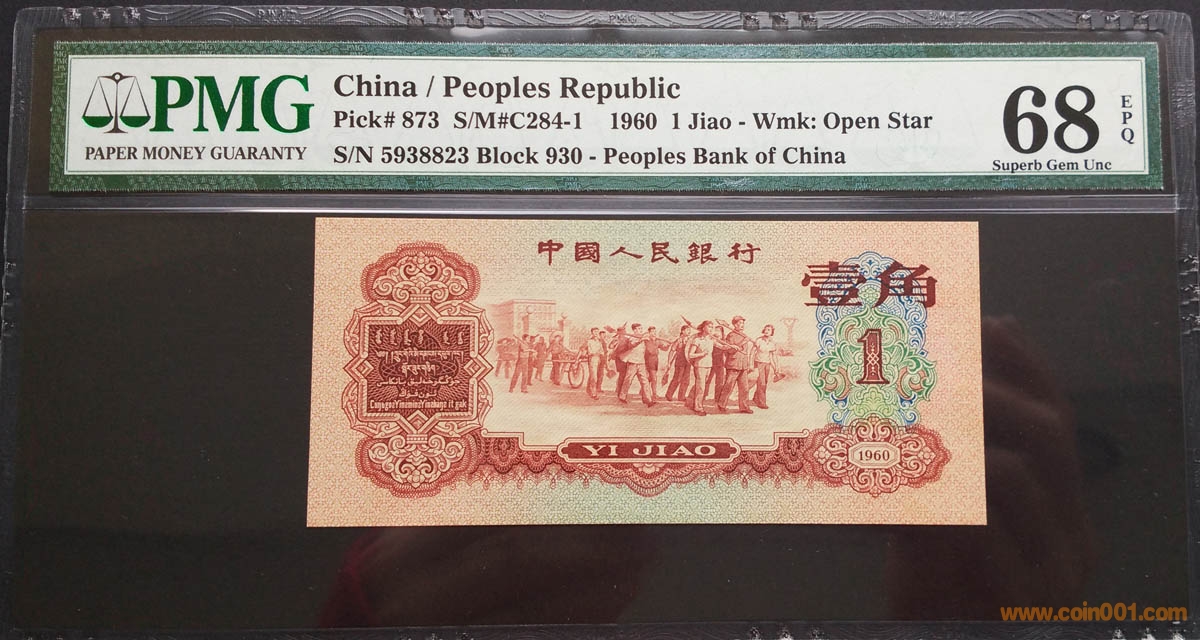 PMG
PMG
PAPER MONEY GUARANTY
China / Peoples Republic
Pick# 873 S/M#C284-1 1960 1 Jiao - Wmk: Open Star
S/N 5938823 Block 930 - Peoples Bank of China
68
EPQ
Superb Gem Unc
中國人民銀行
壹角
1
YI JIAO
1960
www.coin001.com